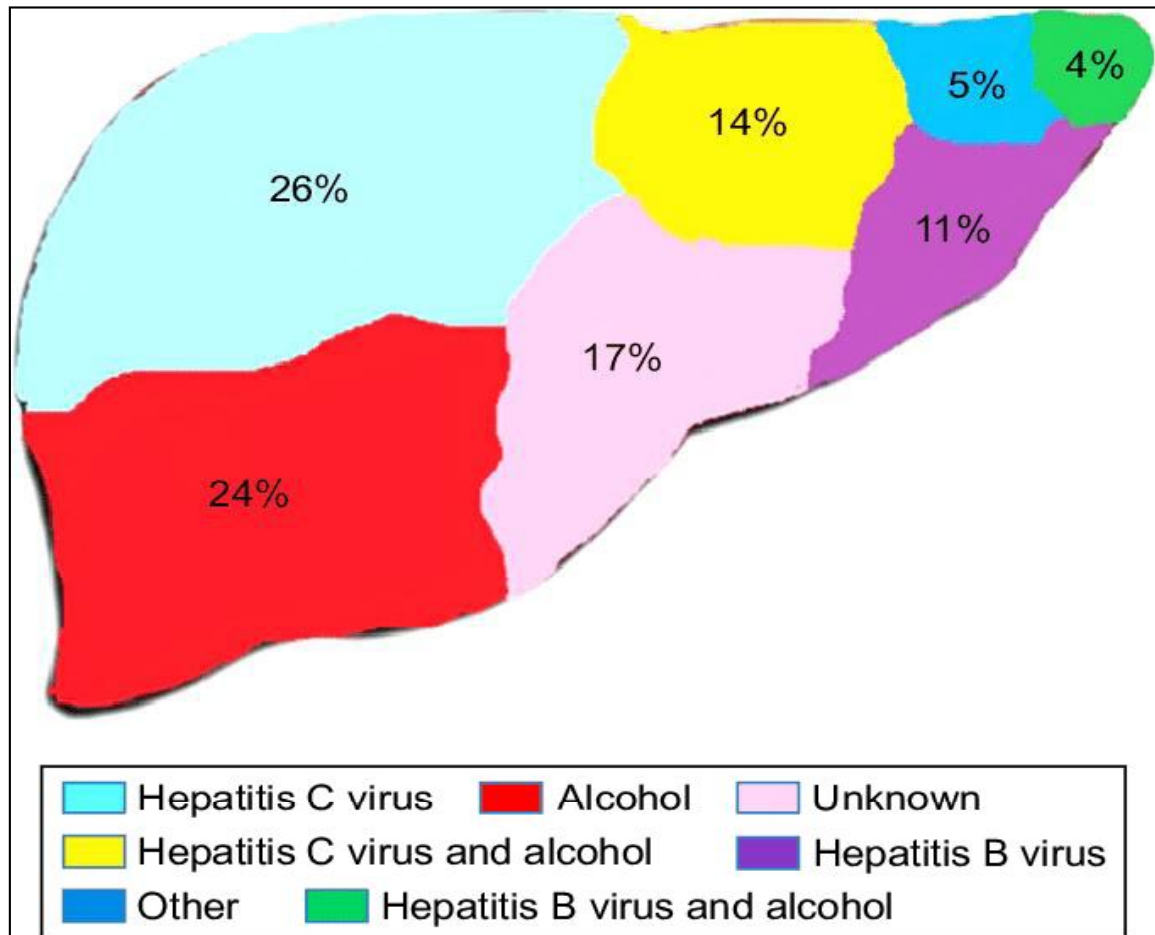 4%
5%
14%
26%
11%
17%
24%
Hepatitis C virus Alcohol Unknown
Hepatitis C virus and alcohol Hepatitis B virus
Other Hepatitis B virus and alcohol